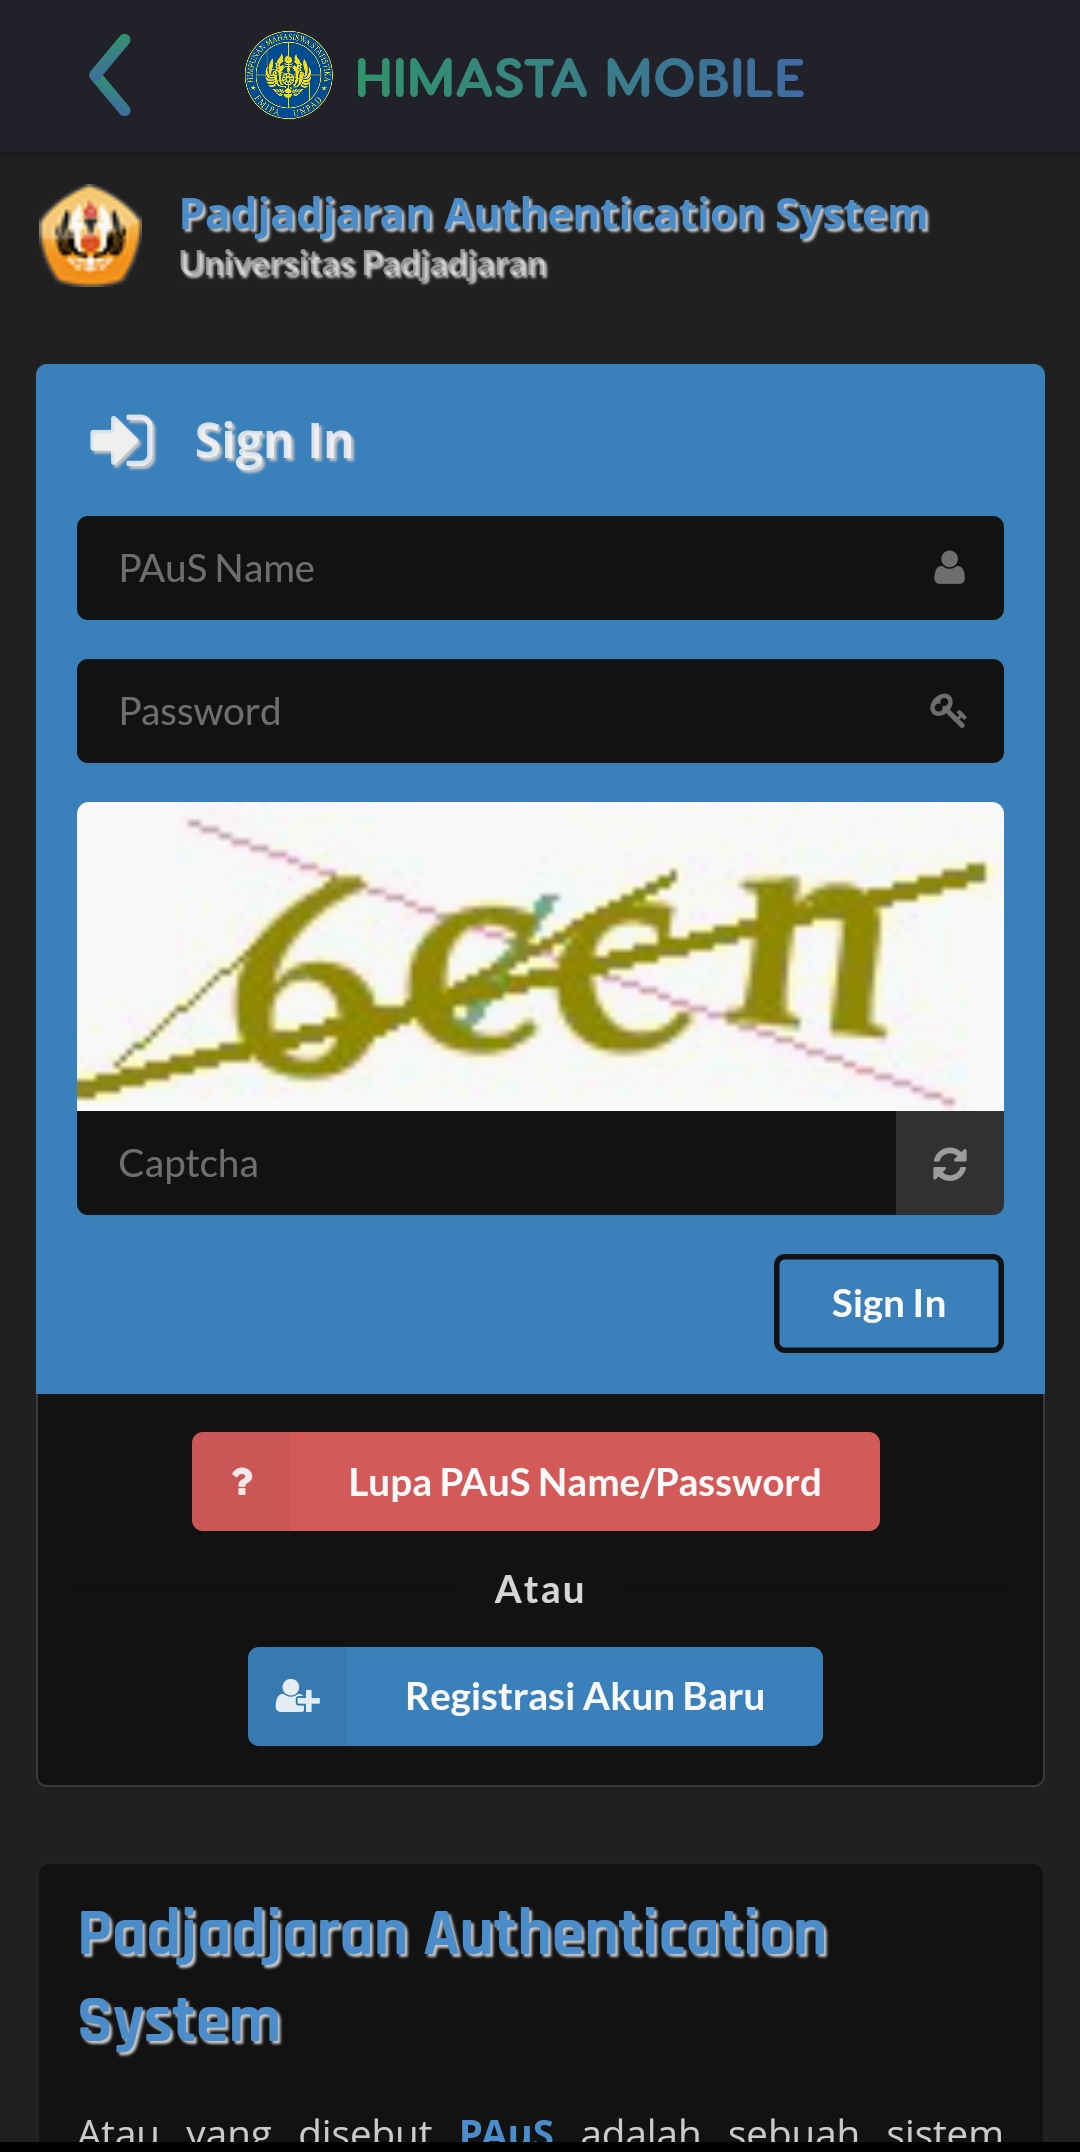 HIMASTA MOBILE
Padjadjaran Authentication System
Universitas Padjadjaran
Sign In
PAuS Name
Password
Captcha
Sign In
? Lupa PAuS Name/Password
Atau
Registrasi Akun Baru
Padjadjaran Authentication
System
Atau yang disebut PAuS adalah sebuah sistem